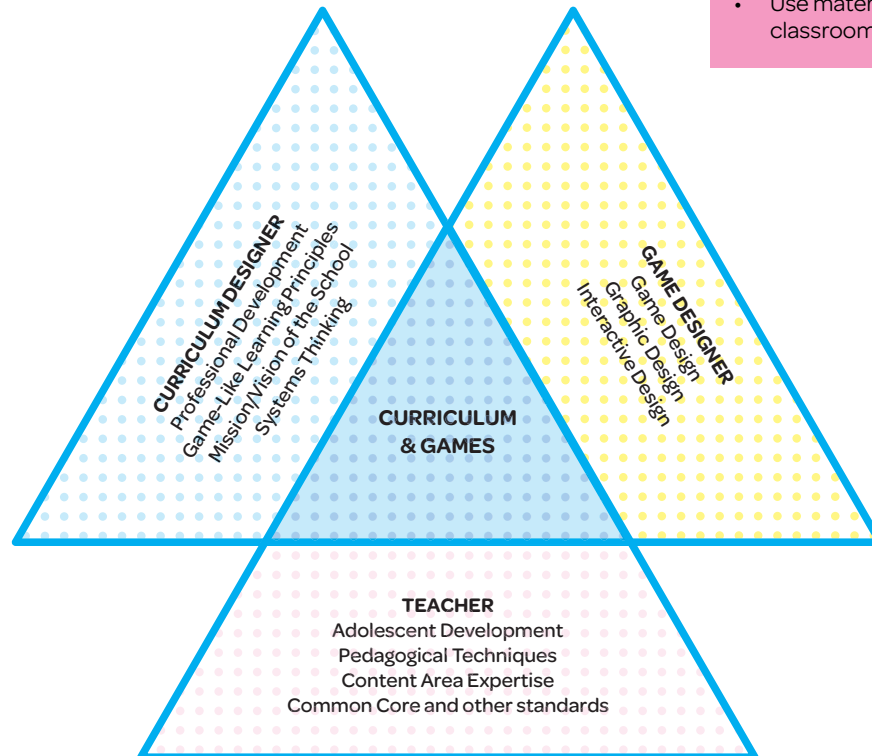 • Use mater
classroom
CURRICULUM DESIGNER
Professional Development
Game-Like Learning Principles
Mission/Vision of the School
Systems Thinking
GAME DESIGNER
Game Design
Graphic Design
Interactive Design
CURRICULUM
& GAMES
TEACHER
Adolescent Development
Pedagogical Techniques
Content Area Expertise
Common Core and other standards